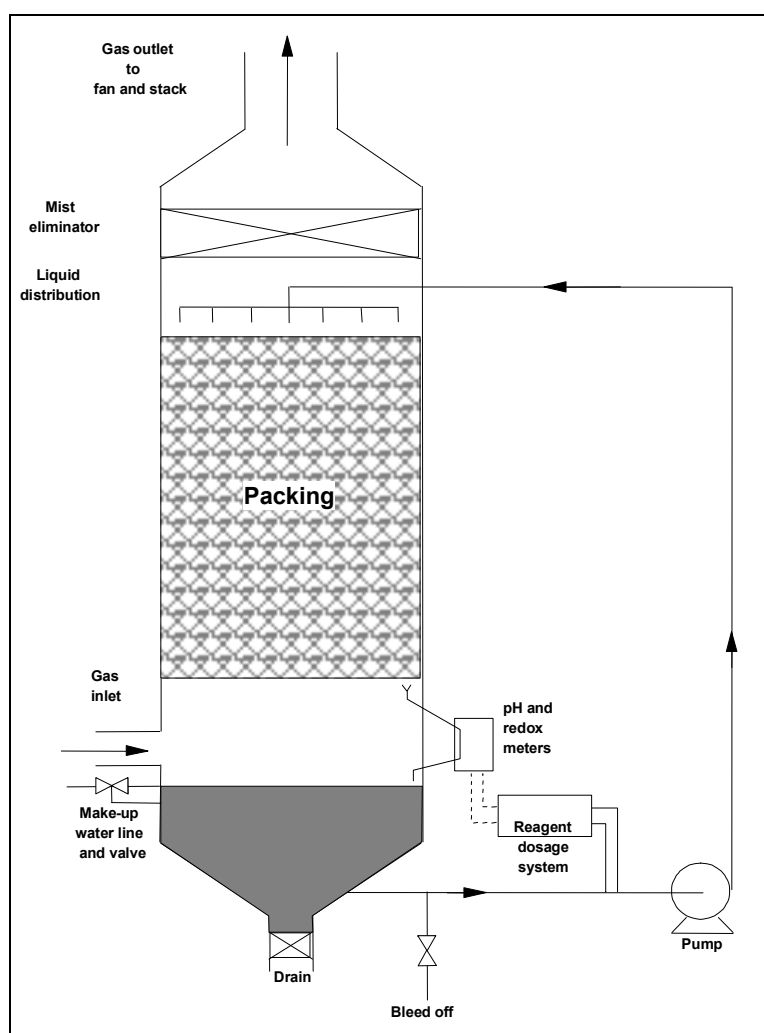 Gas outlet
to
fan and stack
Mist
eliminator
Liquid
distribution
Packing
Gas
inlet
pH and
redox
meters
Make-up
water line
and valve
Reagent
dosage
system
Pump
Drain
Bleed off